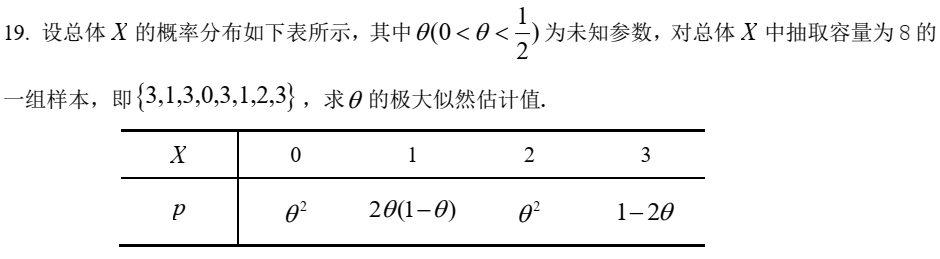 19. 设总体 X 的概率分布如下表所示，其中 θ(0 < θ < 1/2) 为未知参数，对总体 X 中抽取容量为 8 的
一组样本，即{3,1,3,0,3,1,2,3}，求 θ 的极大似然估计值.
X 0 1 2 3
p θ² 2θ(1−θ) θ² 1−2θ